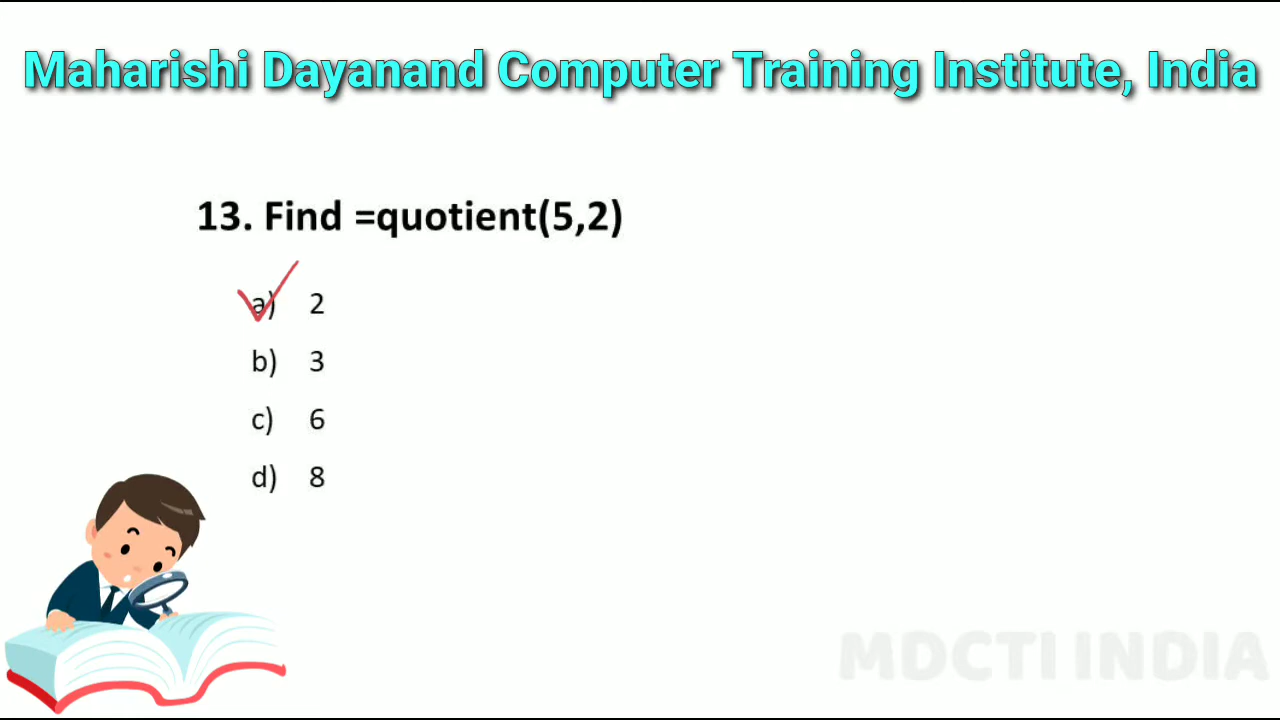 Maharishi Dayanand Computer Training Institute, India
13. Find =quotient(5,2)
a) 2
b) 3
c) 6
d) 8
MDCTI INDIA